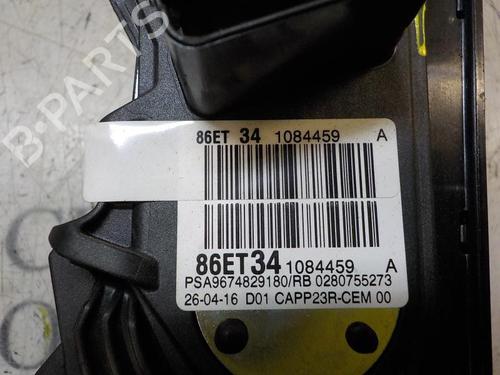 B-PARTS
86ET 34 1084459 A
86ET34 1084459 A
PSA9674829180/RB 0280755273
26-04-16 D01 CAPP23R-CEM 00